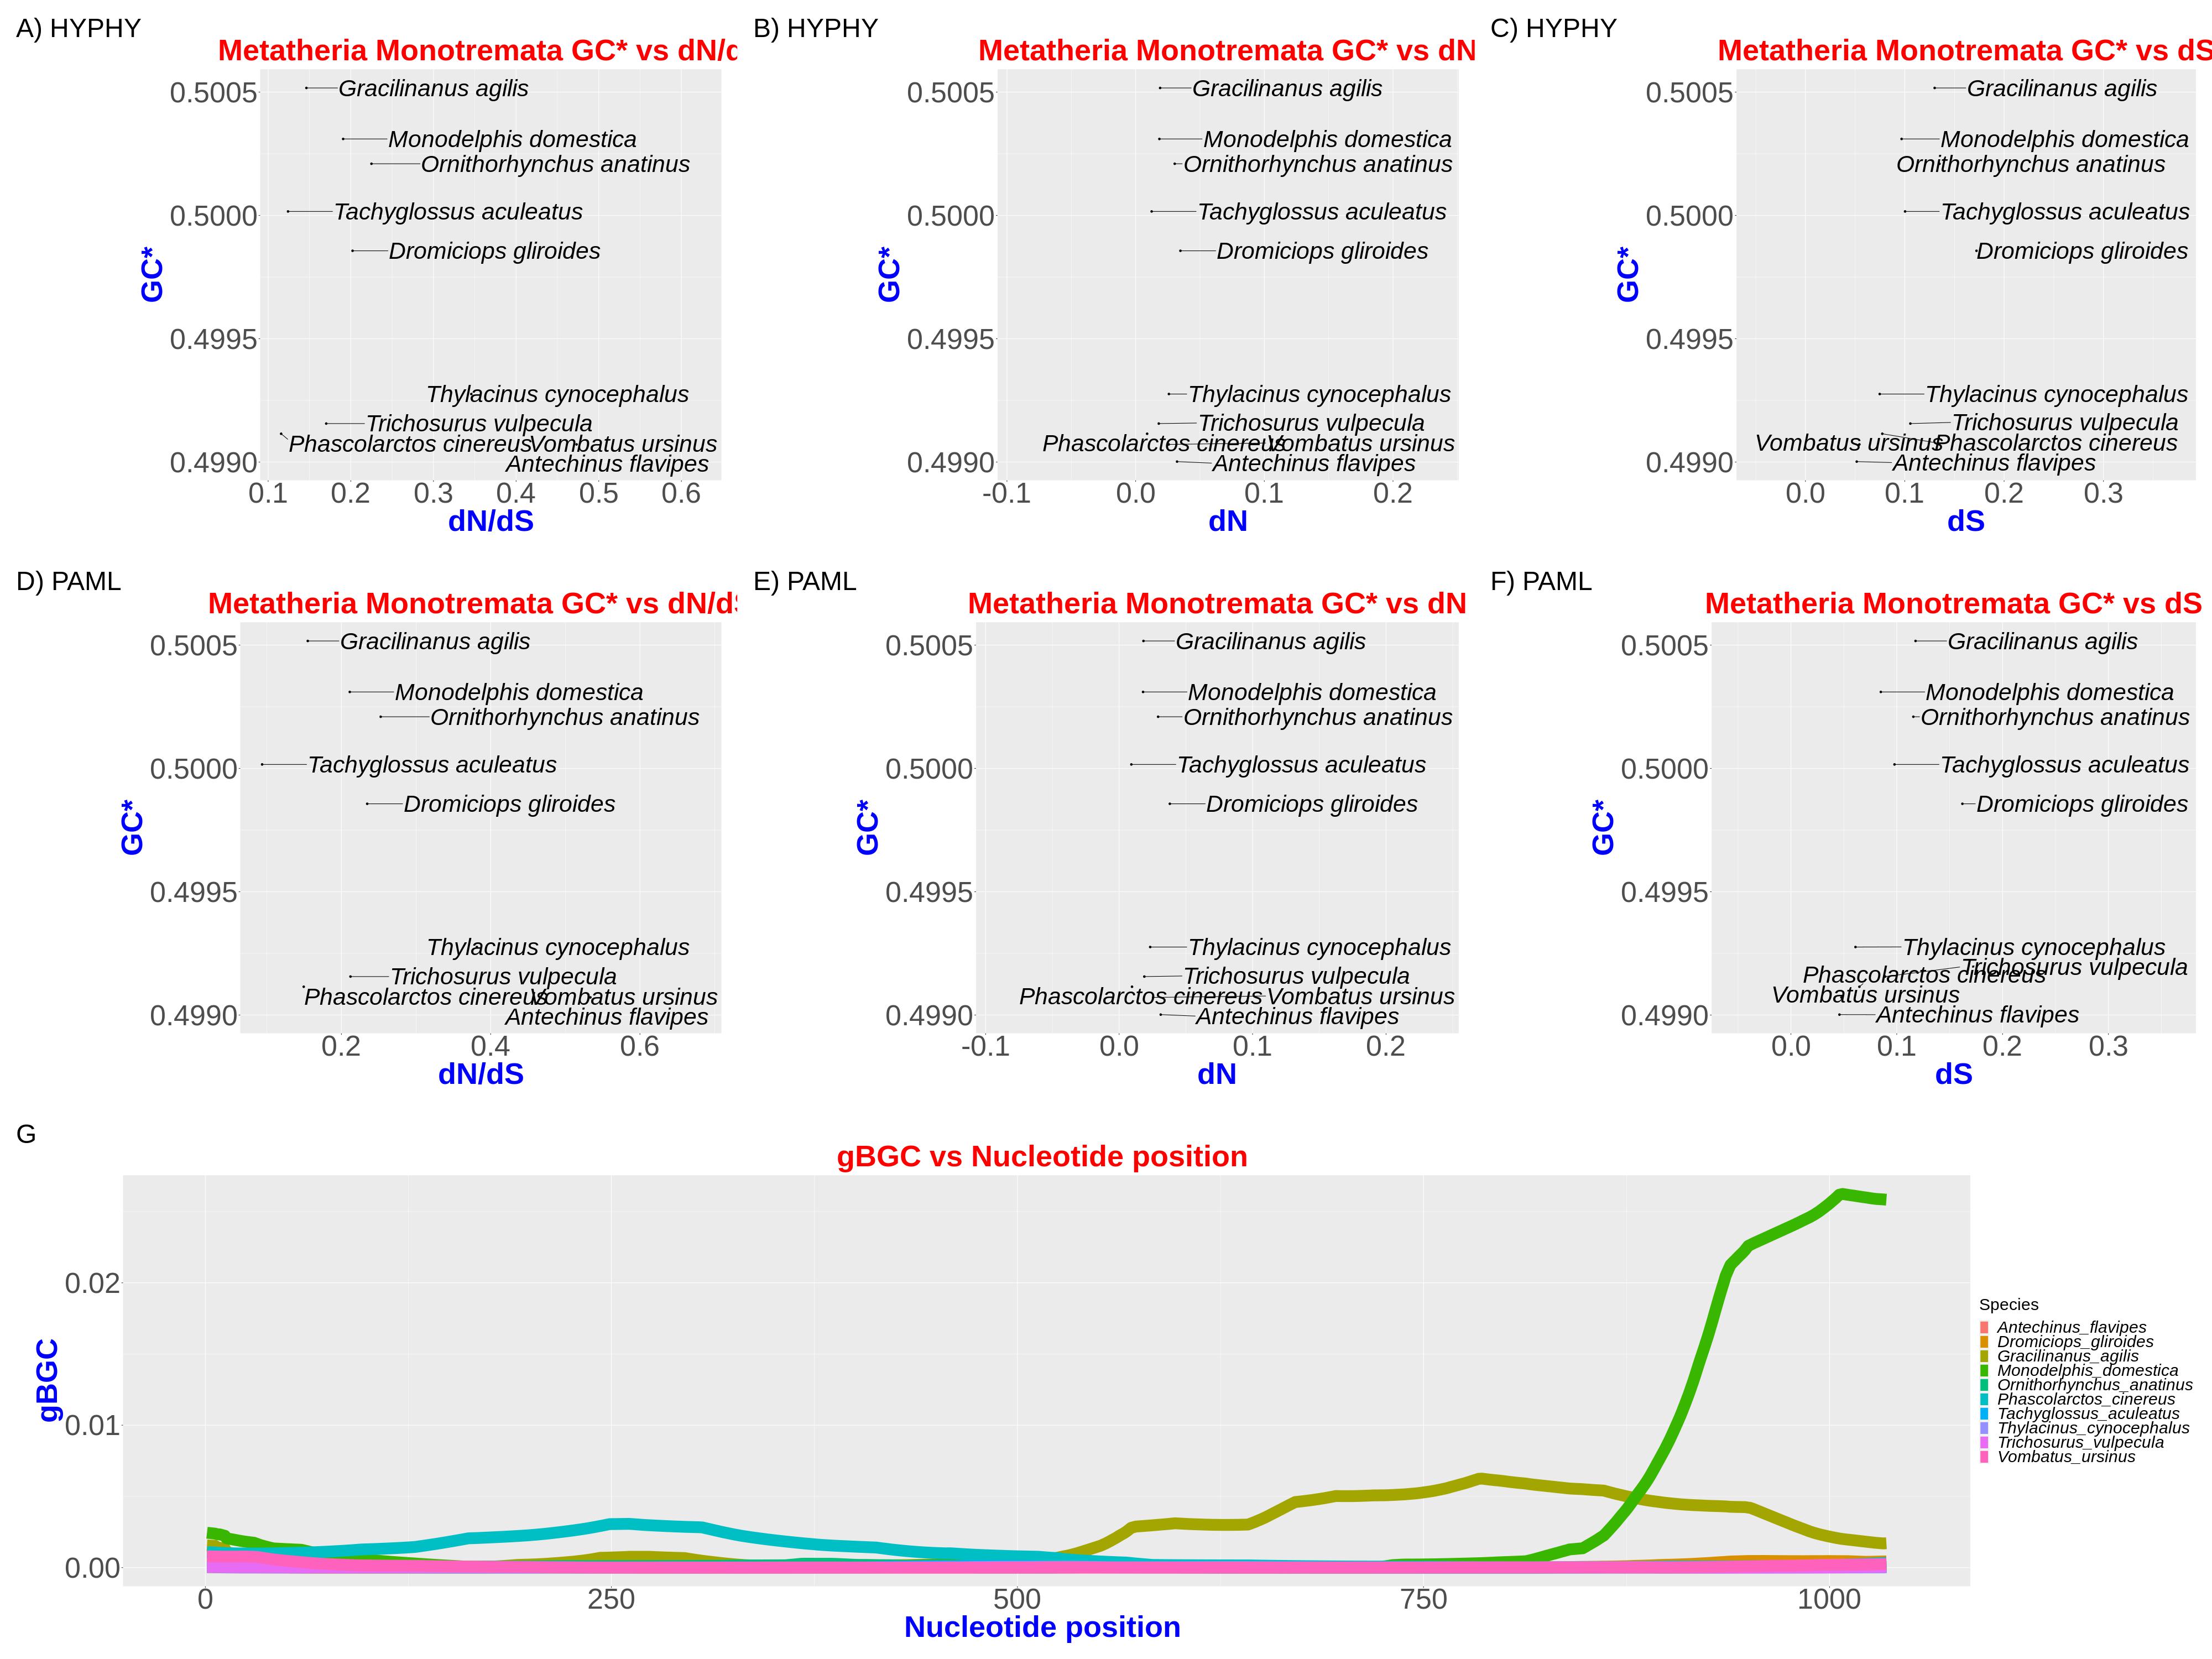 A) HYPHY
Metatheria Monotremata GC* vs dN/d
0.5005
0.5000
0.4995
0.4990
GC*
Gracilinanus agilis
Monodelphis domestica
Ornithorhynchus anatinus
Tachyglossus aculeatus
Dromiciops gliroides
Thylacinus cynocephalus
Trichosurus vulpecula
Phascolarctos cinereus
Vombatus ursinus
Antechinus flavipes
0.1 0.2 0.3 0.4 0.5 0.6
dN/dS
B) HYPHY
Metatheria Monotremata GC* vs dN
0.5005
0.5000
0.4995
0.4990
GC*
Gracilinanus agilis
Monodelphis domestica
Ornithorhynchus anatinus
Tachyglossus aculeatus
Dromiciops gliroides
Thylacinus cynocephalus
Trichosurus vulpecula
Phascolarctos cinereus
Vombatus ursinus
Antechinus flavipes
-0.1 0.0 0.1 0.2
dN
C) HYPHY
Metatheria Monotremata GC* vs dS
0.5005
0.5000
0.4995
0.4990
GC*
Gracilinanus agilis
Monodelphis domestica
Ornithorhynchus anatinus
Tachyglossus aculeatus
Dromiciops gliroides
Thylacinus cynocephalus
Trichosurus vulpecula
Vombatus ursinus
Phascolarctos cinereus
Antechinus flavipes
0.0 0.1 0.2 0.3
dS
D) PAML
Metatheria Monotremata GC* vs dN/dS
0.5005
0.5000
0.4995
0.4990
GC*
Gracilinanus agilis
Monodelphis domestica
Ornithorhynchus anatinus
Tachyglossus aculeatus
Dromiciops gliroides
Thylacinus cynocephalus
Trichosurus vulpecula
Phascolarctos cinereus
Vombatus ursinus
Antechinus flavipes
0.2 0.4 0.6
dN/dS
E) PAML
Metatheria Monotremata GC* vs dN
0.5005
0.5000
0.4995
0.4990
GC*
Gracilinanus agilis
Monodelphis domestica
Ornithorhynchus anatinus
Tachyglossus aculeatus
Dromiciops gliroides
Thylacinus cynocephalus
Trichosurus vulpecula
Phascolarctos cinereus
Vombatus ursinus
Antechinus flavipes
-0.1 0.0 0.1 0.2
dN
F) PAML
Metatheria Monotremata GC* vs dS
0.5005
0.5000
0.4995
0.4990
GC*
Gracilinanus agilis
Monodelphis domestica
Ornithorhynchus anatinus
Tachyglossus aculeatus
Dromiciops gliroides
Thylacinus cynocephalus
Trichosurus vulpecula
Phascolarctos cinereus
Vombatus ursinus
Antechinus flavipes
0.0 0.1 0.2 0.3
dS
G
gBGC vs Nucleotide position
0.02
0.01
0.00
gBGC
0 250 500 750 1000
Nucleotide position
Species
Antechinus_flavipes
Dromiciops_gliroides
Gracilinanus_agilis
Monodelphis_domestica
Ornithorhynchus_anatinus
Phascolarctos_cinereus
Tachyglossus_aculeatus
Thylacinus_cynocephalus
Trichosurus_vulpecula
Vombatus_ursinus